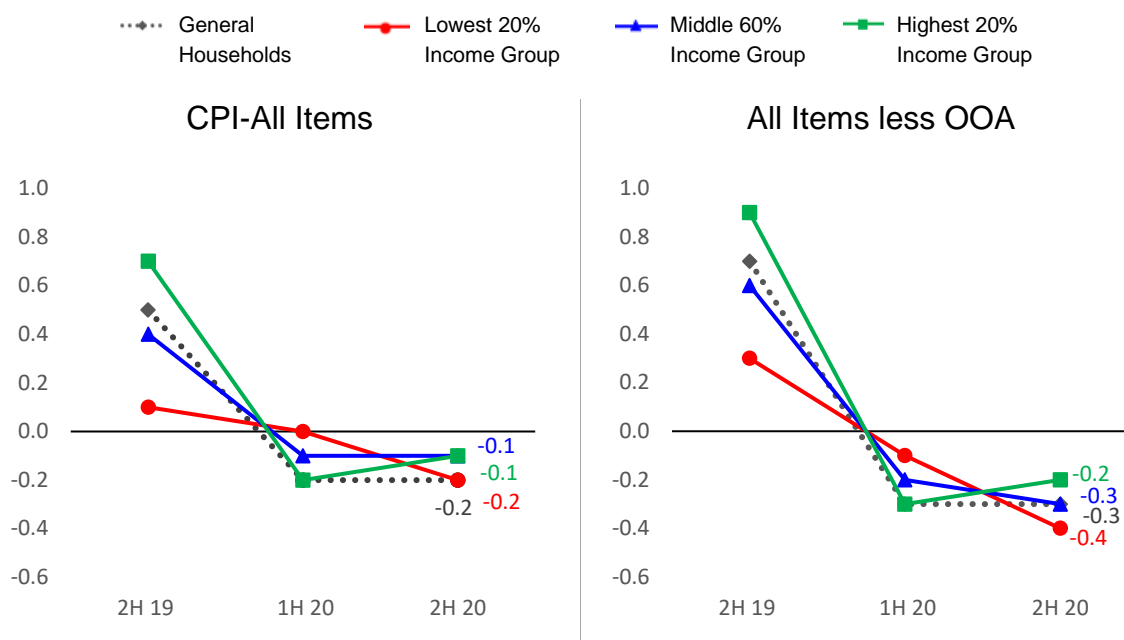 General Households
Lowest 20% Income Group
Middle 60% Income Group
Highest 20% Income Group
CPI-All Items
1.0
0.8
0.6
0.4
0.2
0.0
-0.2
-0.4
-0.6
-0.1
-0.1
-0.2
-0.2
2H 19
1H 20
2H 20
All Items less OOA
1.0
0.8
0.6
0.4
0.2
0.0
-0.2
-0.4
-0.6
-0.2
-0.3
-0.3
-0.4
2H 19
1H 20
2H 20